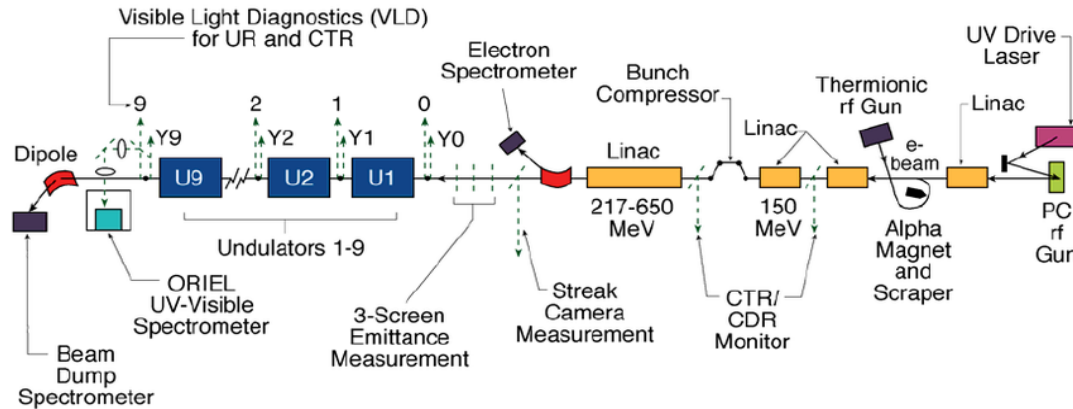 Visible Light Diagnostics (VLD)
for UR and CTR
9
2
1
0
Y9
Y2
Y1
Y0
Dipole
U9
U2
U1
Undulators 1-9
ORIEL
UV-Visible
Spectrometer
Beam
Dump
Spectrometer
3-Screen
Emittance
Measurement
Electron
Spectrometer
Streak
Camera
Measurement
Linac
217-650
MeV
Bunch
Compressor
Linac
150
MeV
CTR/
CDR
Monitor
Thermionic
rf Gun
e-
beam
Alpha
Magnet
and
Scraper
Linac
UV Drive
Laser
PC
rf
Gun